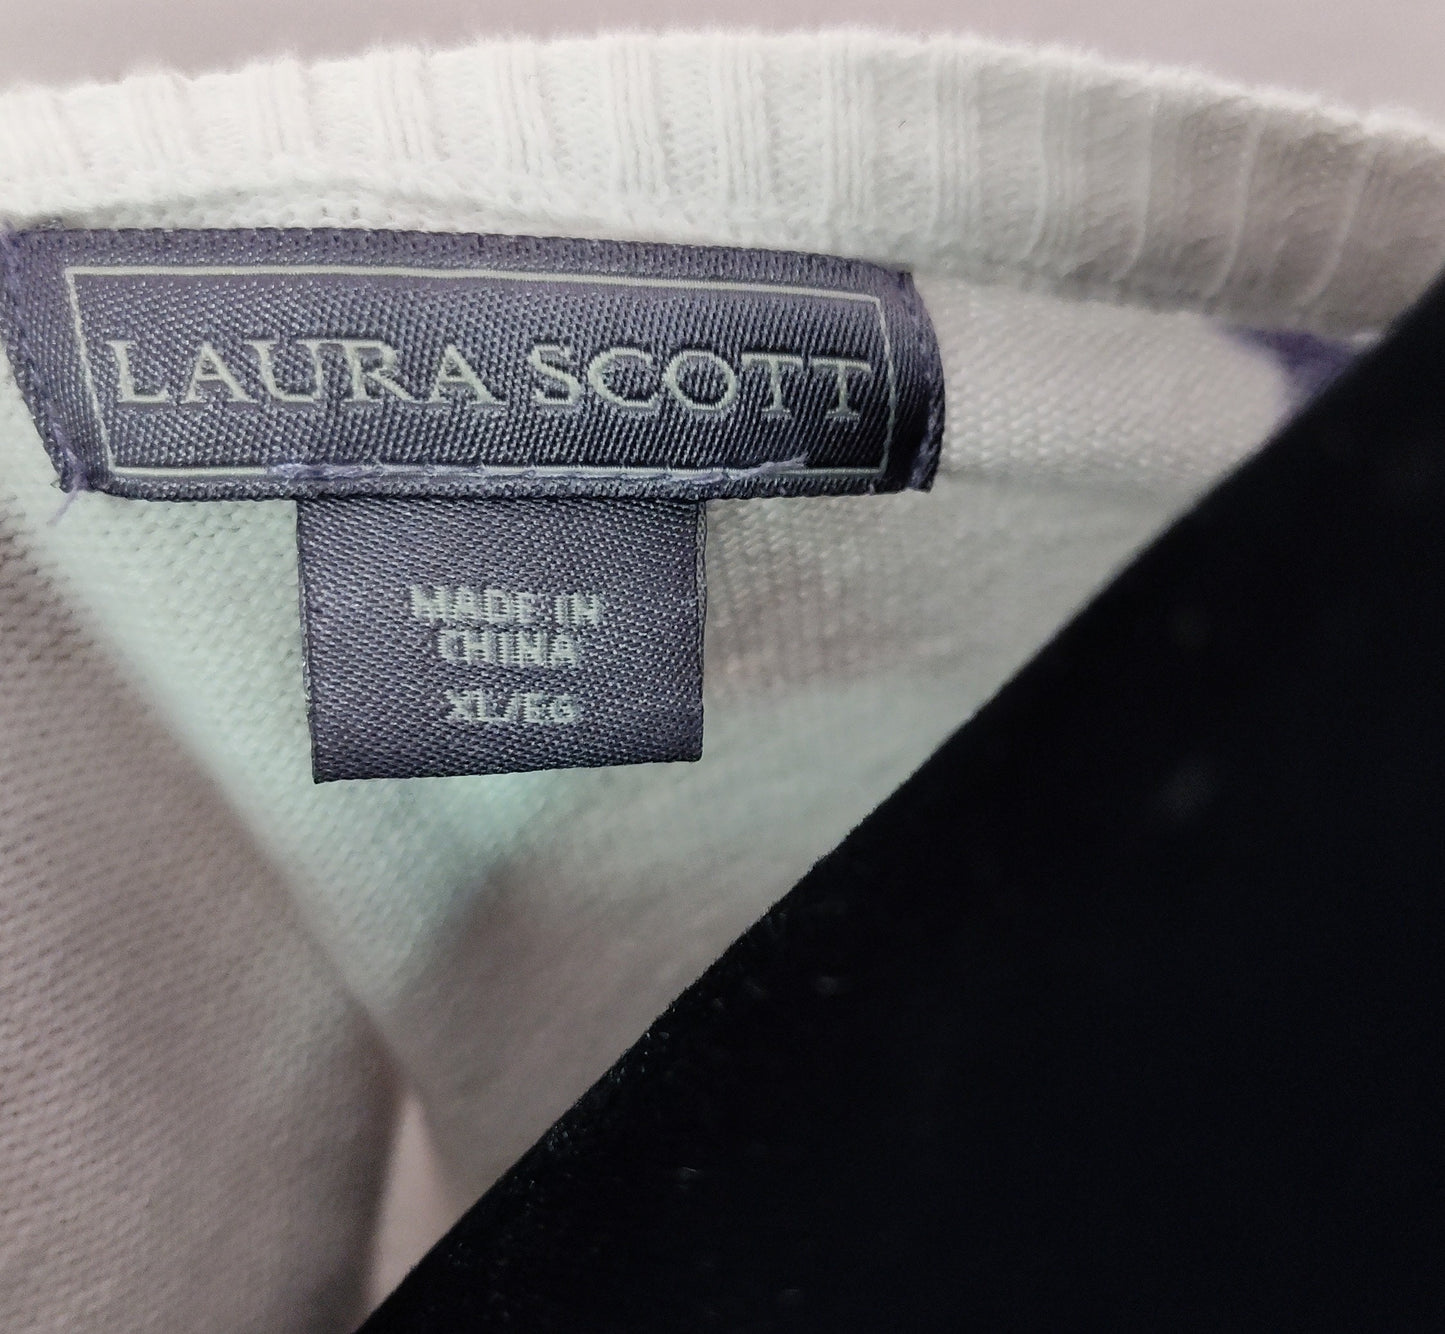 LAURA SCOTT
MADE IN
CHINA
XL/EG